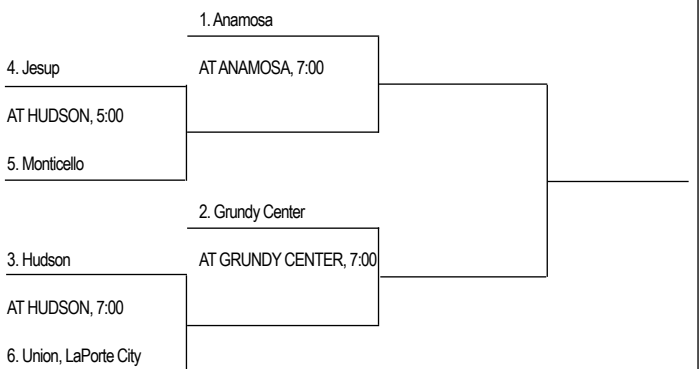 1. Anamosa
4. Jesup
AT ANAMOSA, 7:00
AT HUDSON, 5:00
5. Monticello
2. Grundy Center
3. Hudson
AT GRUNDY CENTER, 7:00
AT HUDSON, 7:00
6. Union, LaPorte City